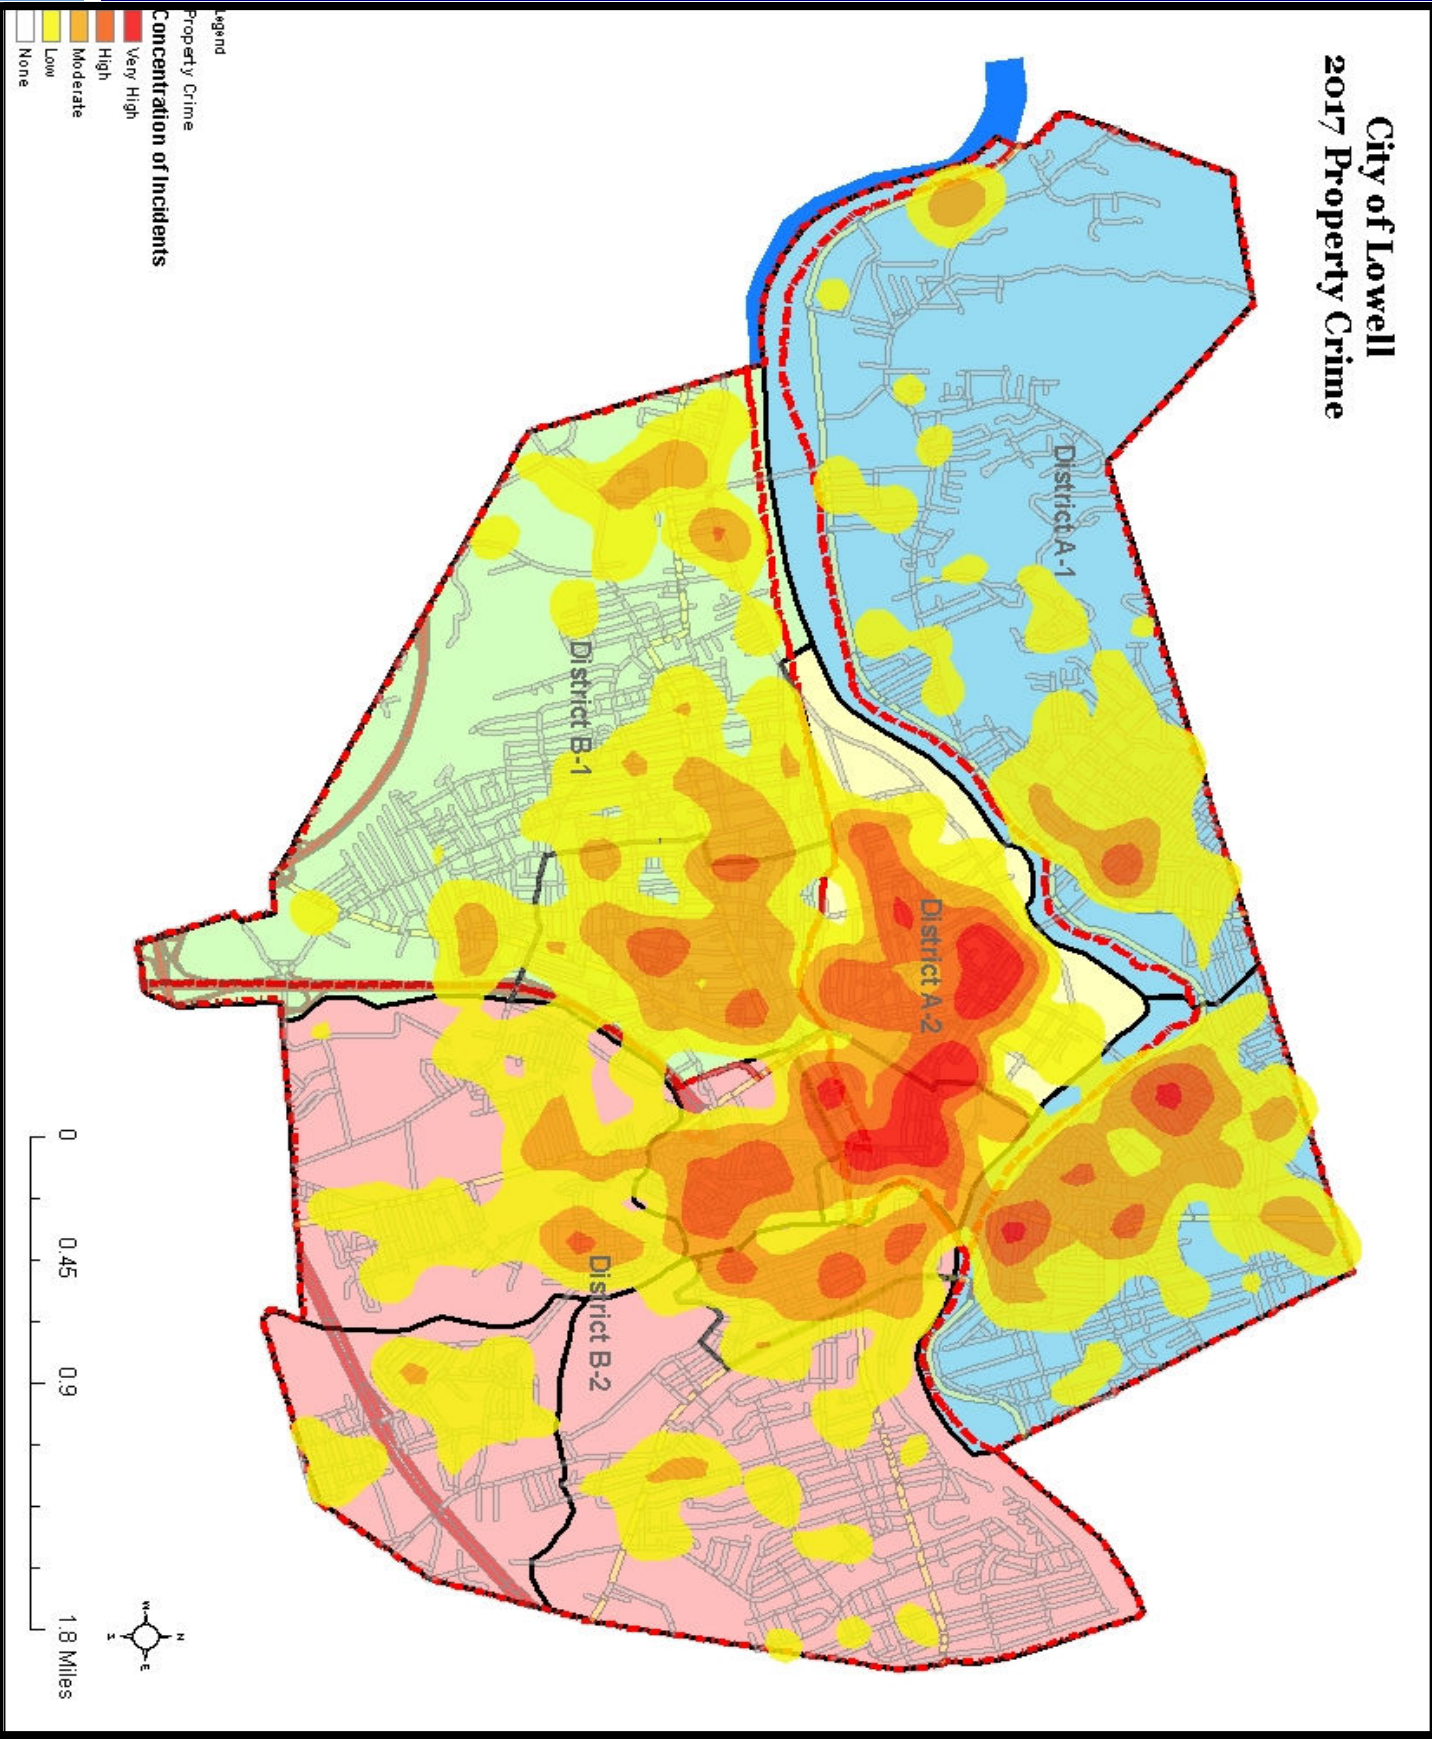 City of Lowell
2017 Property Crime
District A-1
District A-2
District B-1
District B-2
Legend
Property Crime
Concentration of Incidents
Very High
High
Moderate
Low
None
0 0.45 0.9 1.8 Miles
N
W
E
S